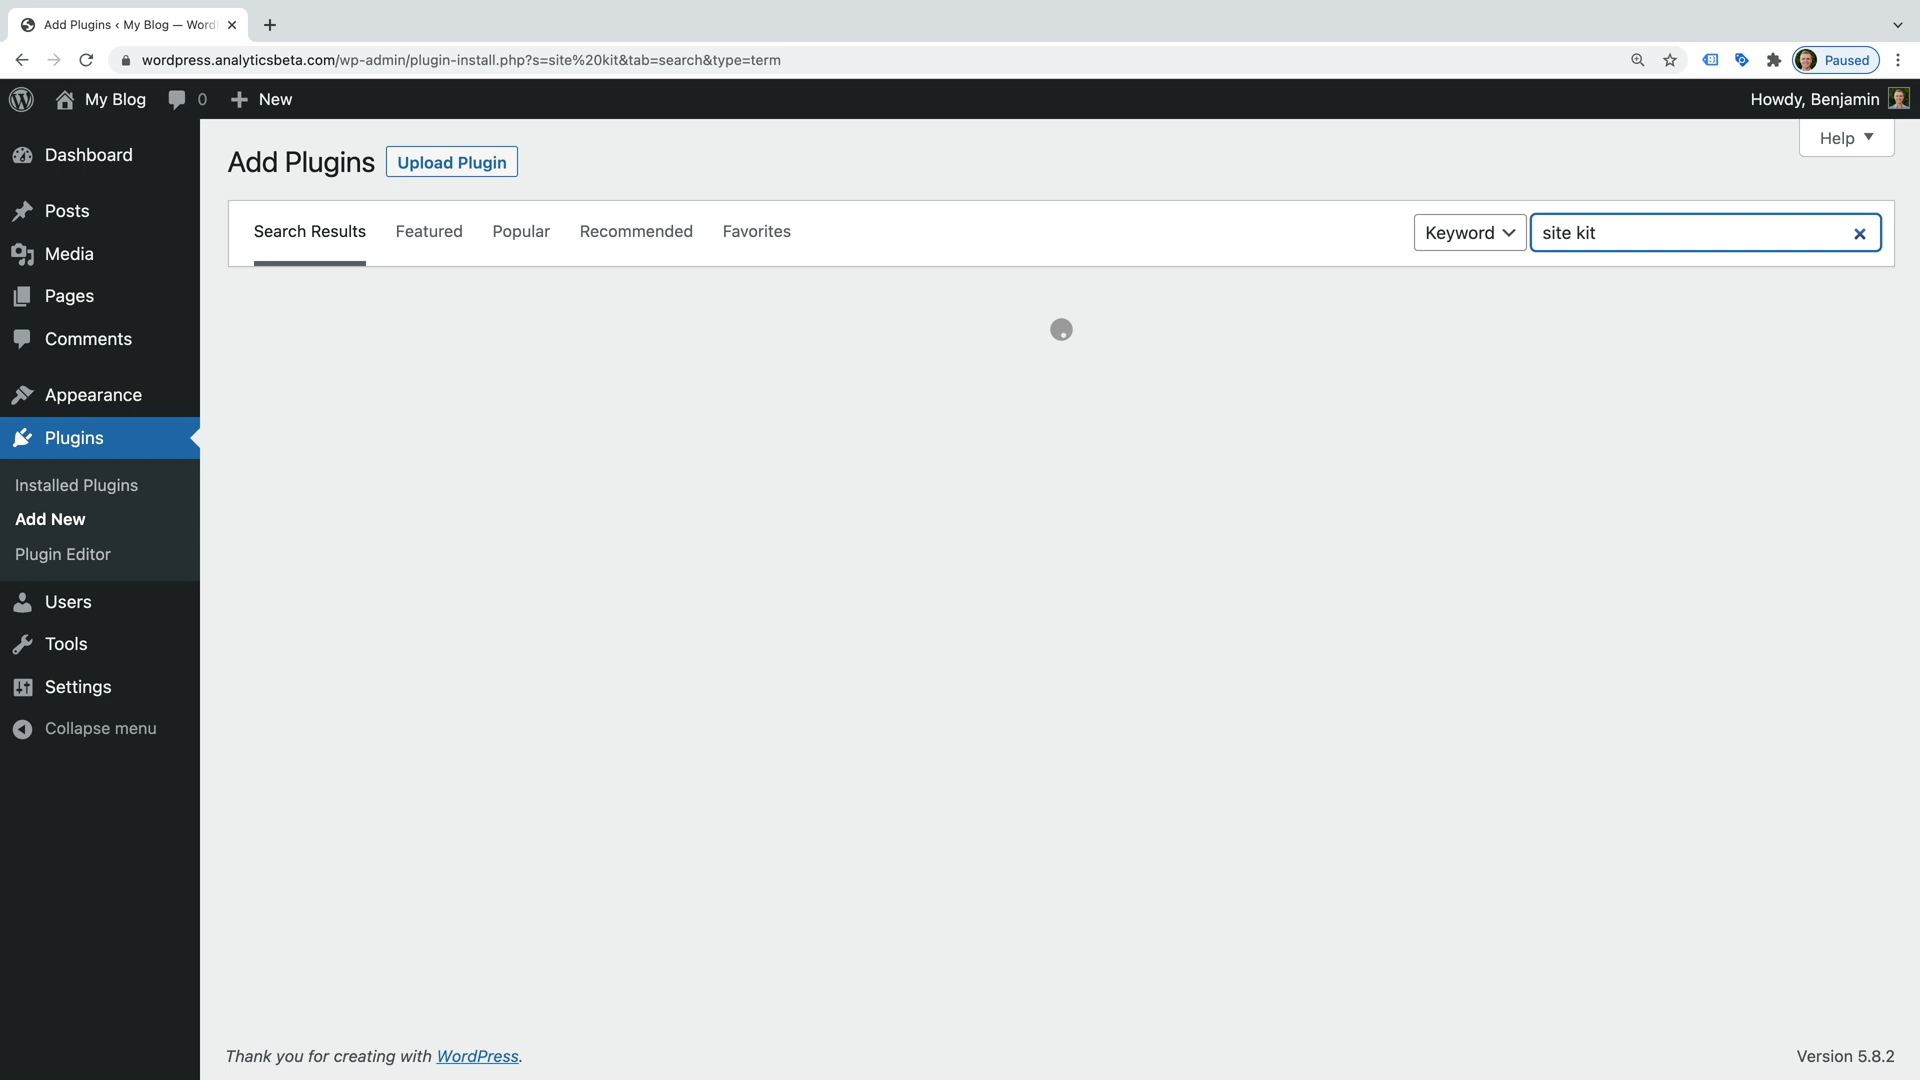 Add Plugins ‹ My Blog — Word
wordpress.analyticsbeta.com/wp-admin/plugin-install.php?s=site%20kit&tab=search&type=term
Paused
My Blog
0
New
Howdy, Benjamin
Dashboard
Posts
Media
Pages
Comments
Appearance
Plugins
Installed Plugins
Add New
Plugin Editor
Users
Tools
Settings
Collapse menu
Help
Add Plugins
Upload Plugin
Search Results Featured Popular Recommended Favorites
Keyword
site kit
Thank you for creating with WordPress.
Version 5.8.2